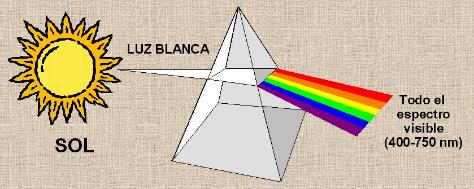 LUZ BLANCA
SOL
Todo el
espectro
visible
(400-750 nm)